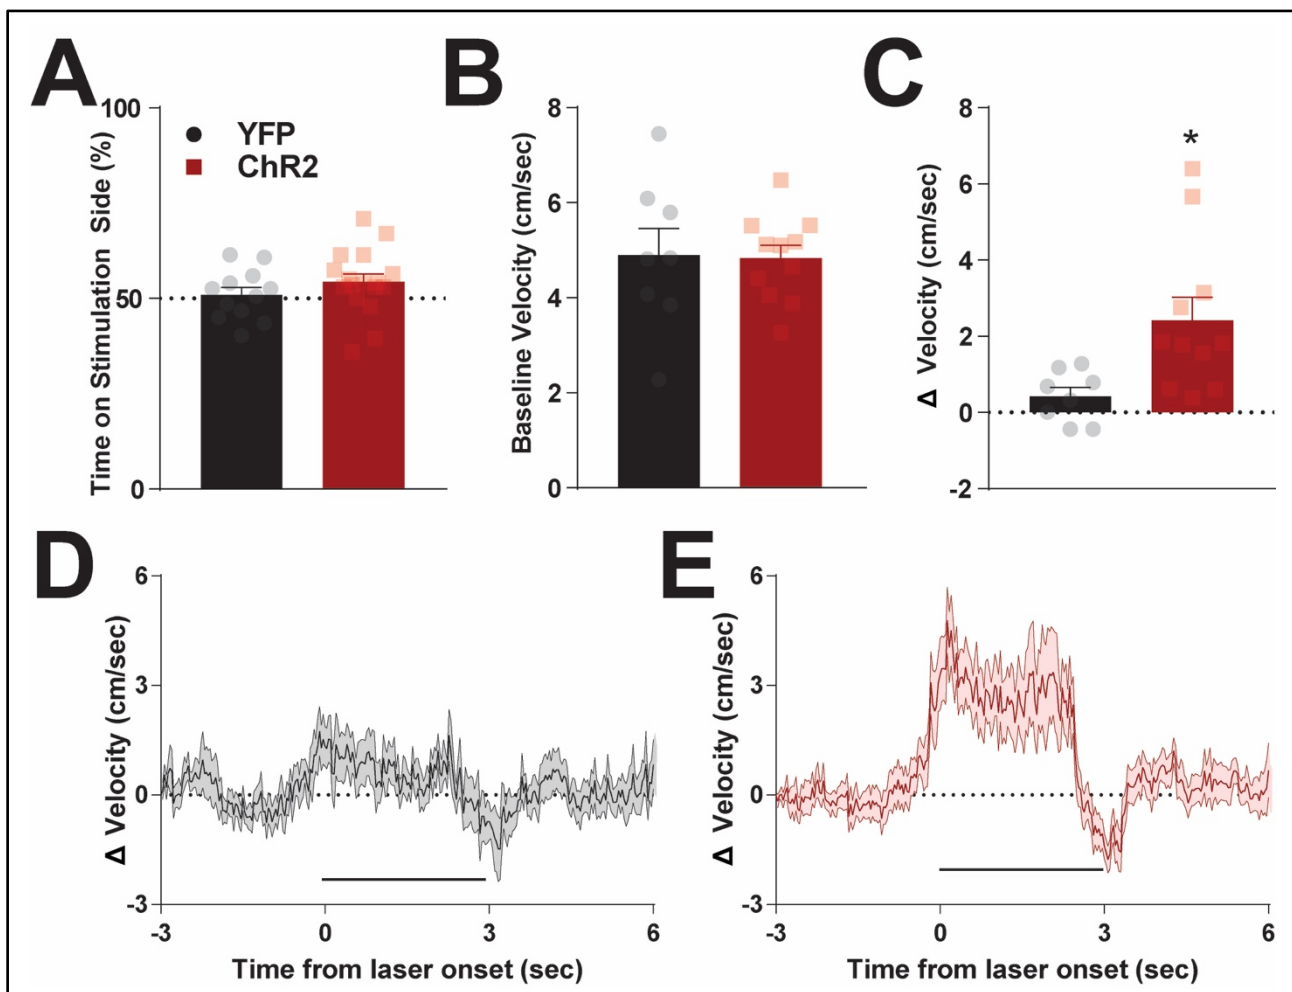 A
B
C
100
50
0
Time on Stimulation Side (%)
YFP
ChR2
8
6
4
2
0
Baseline Velocity (cm/sec)
8
6
4
2
0
-2
Δ Velocity (cm/sec)
*
D
E
6
3
0
-3
Δ Velocity (cm/sec)
-3 0 3 6
Time from laser onset (sec)
6
3
0
-3
Δ Velocity (cm/sec)
-3 0 3 6
Time from laser onset (sec)